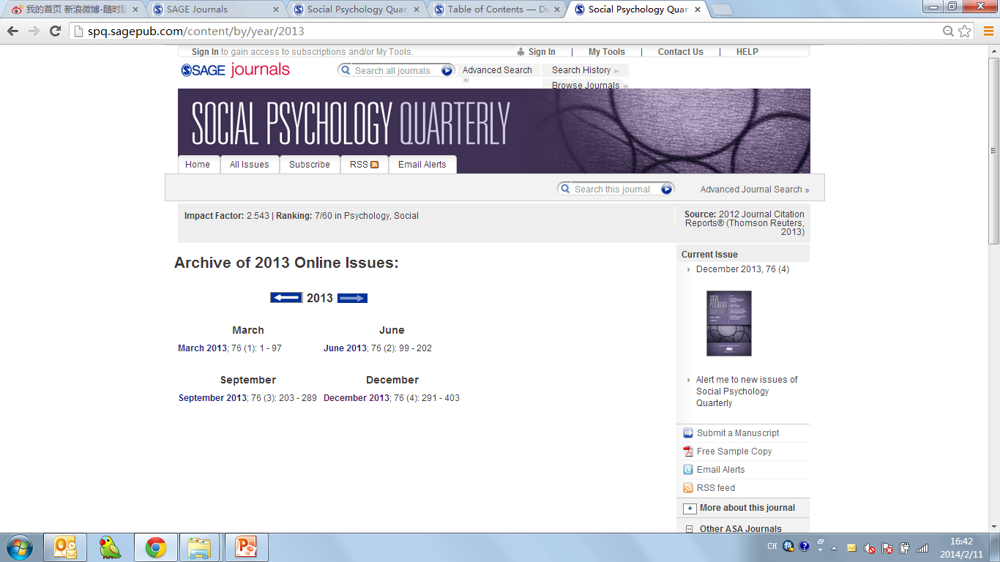 我的首页 新浪微博-随时随
SAGE Journals
Social Psychology Quar
Table of Contents — De
Social Psychology Quar
spq.sagepub.com/content/by/year/2013
Sign In to gain access to subscriptions and/or My Tools.
Sign In | My Tools | Contact Us | HELP
SAGE journals
Search all journals
Advanced Search
Search History
Browse Journals
SOCIAL PSYCHOLOGY QUARTERLY
Home
All Issues
Subscribe
RSS
Email Alerts
Search this journal
Advanced Journal Search »
Impact Factor: 2.543 | Ranking: 7/60 in Psychology, Social
Source: 2012 Journal Citation
Reports® (Thomson Reuters,
2013)
Archive of 2013 Online Issues:
2013
March
March 2013; 76 (1): 1 - 97
June
June 2013; 76 (2): 99 - 202
September
September 2013; 76 (3): 203 - 289
December
December 2013; 76 (4): 291 - 403
Current Issue
December 2013, 76 (4)
SOCIAL
PSYCHOLOGY
QUARTERLY
ASA
Alert me to new issues of
Social Psychology
Quarterly
Submit a Manuscript
Free Sample Copy
Email Alerts
RSS feed
More about this journal
Other ASA Journals
CH
16:42
2014/2/11